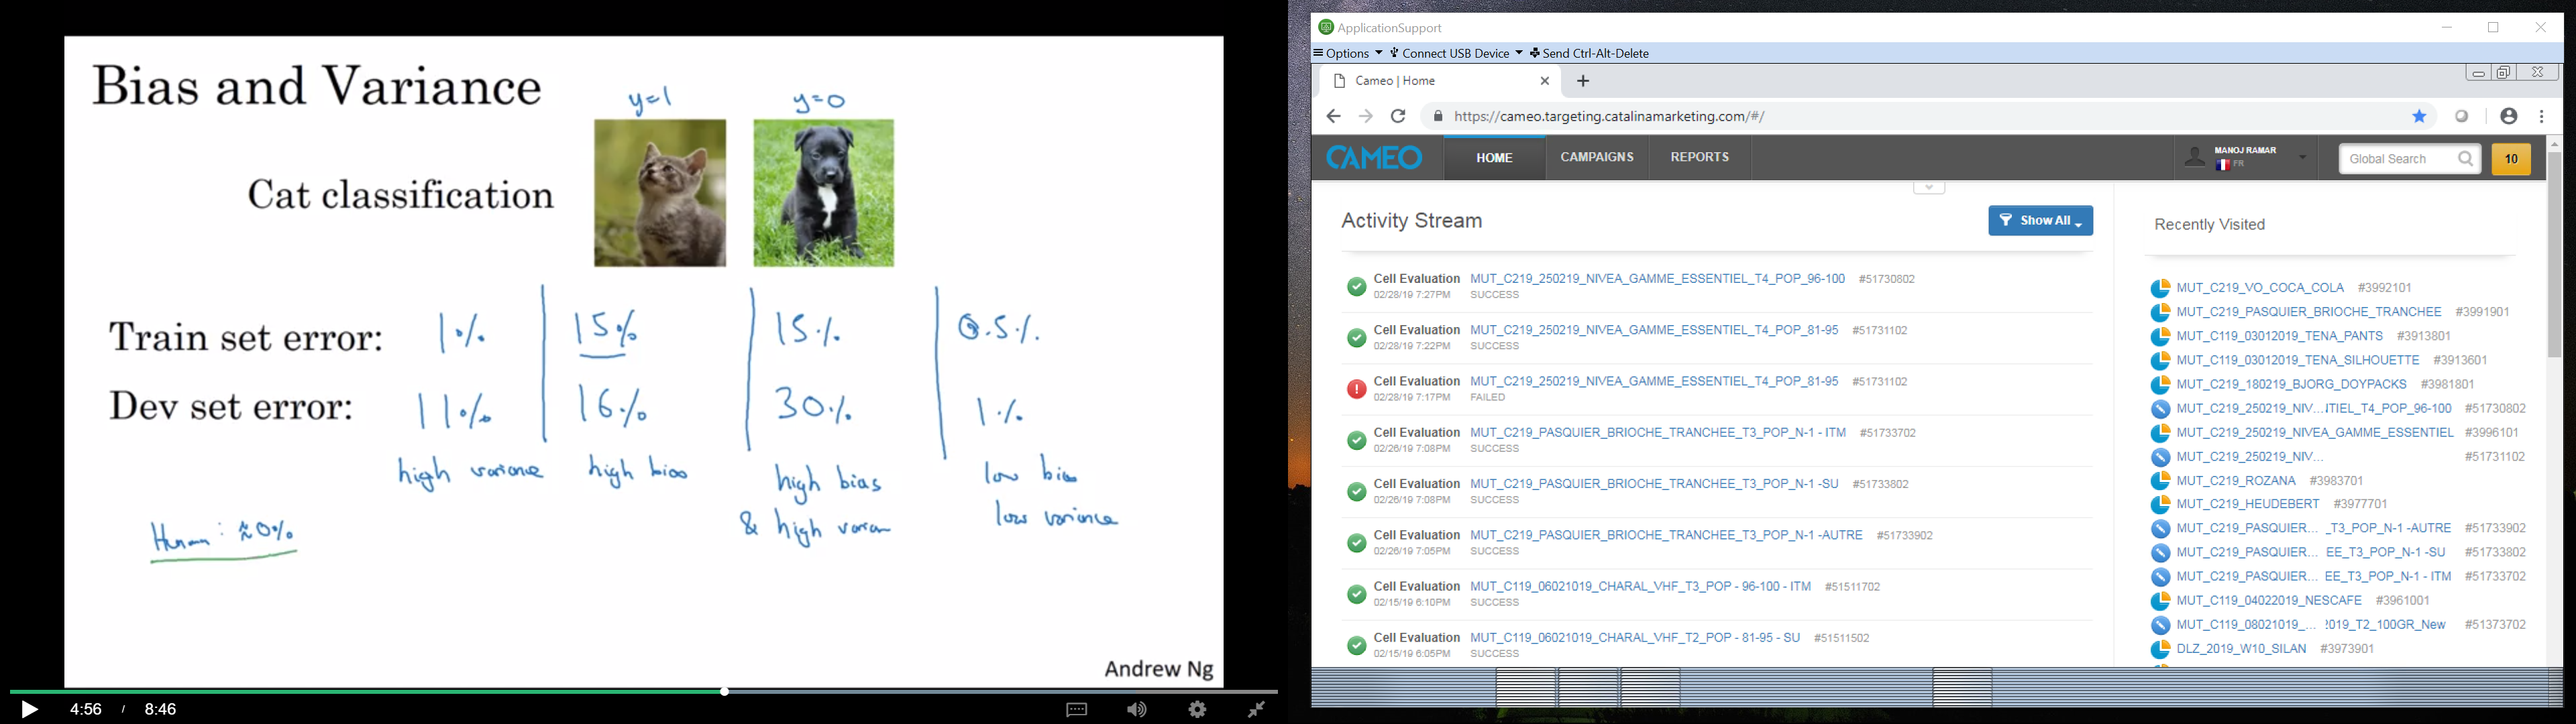 Bias and Variance
y=1 y=0
Cat classification
Train set error: 1% 15% 15% 0.5%
Dev set error: 11% 16% 30% 1%
high variance high bias high bias low bias
& high varian low variance
Human: ≈0%
Andrew Ng
4:56 / 8:46
ApplicationSupport
Options Connect USB Device Send Ctrl-Alt-Delete
Cameo | Home
https://cameo.targeting.catalinamarketing.com/#/
CAMEO HOME CAMPAIGNS REPORTS MANOJ RAMAR FR Global Search 10
Activity Stream Show All
Cell Evaluation MUT_C219_250219_NIVEA_GAMME_ESSENTIEL_T4_POP_96-100 #51730802
02/28/19 7:27PM SUCCESS
Cell Evaluation MUT_C219_250219_NIVEA_GAMME_ESSENTIEL_T4_POP_81-95 #51731102
02/28/19 7:22PM SUCCESS
Cell Evaluation MUT_C219_250219_NIVEA_GAMME_ESSENTIEL_T4_POP_81-95 #51731102
02/28/19 7:17PM FAILED
Cell Evaluation MUT_C219_PASQUIER_BRIOCHE_TRANCHEE_T3_POP_N-1 - ITM #51733702
02/26/19 7:08PM SUCCESS
Cell Evaluation MUT_C219_PASQUIER_BRIOCHE_TRANCHEE_T3_POP_N-1 -SU #51733802
02/26/19 7:08PM SUCCESS
Cell Evaluation MUT_C219_PASQUIER_BRIOCHE_TRANCHEE_T3_POP_N-1 -AUTRE #51733902
02/26/19 7:05PM SUCCESS
Cell Evaluation MUT_C119_06021019_CHARAL_VHF_T3_POP - 96-100 - ITM #51511702
02/15/19 6:10PM SUCCESS
Cell Evaluation MUT_C119_06021019_CHARAL_VHF_T2_POP - 81-95 - SU #51511502
02/15/19 6:05PM SUCCESS
Recently Visited
MUT_C219_VO_COCA_COLA #3992101
MUT_C219_PASQUIER_BRIOCHE_TRANCHEE #3991901
MUT_C119_03012019_TENA_PANTS #3913801
MUT_C119_03012019_TENA_SILHOUETTE #3913601
MUT_C219_180219_BJORG_DOYPACKS #3981801
MUT_C219_250219_NIV...ITIEL_T4_POP_96-100 #51730802
MUT_C219_250219_NIVEA_GAMME_ESSENTIEL #3996101
MUT_C219_250219_NIV... #51731102
MUT_C219_ROZANA #3983701
MUT_C219_HEUDEBERT #3977701
MUT_C219_PASQUIER... _T3_POP_N-1 -AUTRE #51733902
MUT_C219_PASQUIER... EE_T3_POP_N-1 -SU #51733802
MUT_C219_PASQUIER... EE_T3_POP_N-1 - ITM #51733702
MUT_C119_04022019_NESCAFE #3961001
MUT_C119_08021019_... !019_T2_100GR_New #51373702
DLZ_2019_W10_SILAN #3973901